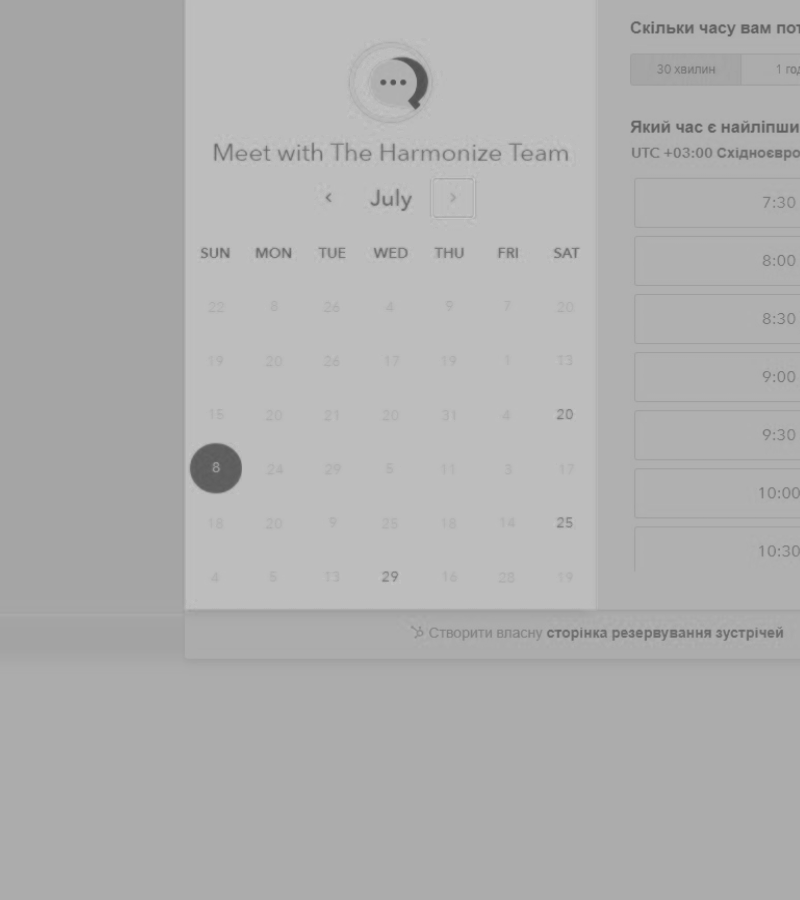 Meet with The Harmonize Team
July
SUN MON TUE WED THU FRI SAT
22 8 26 4 9 7 20
19 20 26 17 19 1 13
15 20 21 20 31 4 20
8 24 29 5 11 3 17
18 20 9 25 18 14 25
4 5 13 29 16 28 19
Скільки часу вам пот
30 хвилин 1 год
Який час є найліпши
UTC +03:00 Східноєвро
7:30
8:00
8:30
9:00
9:30
10:00
10:30
Створити власну сторінка резервування зустрічей